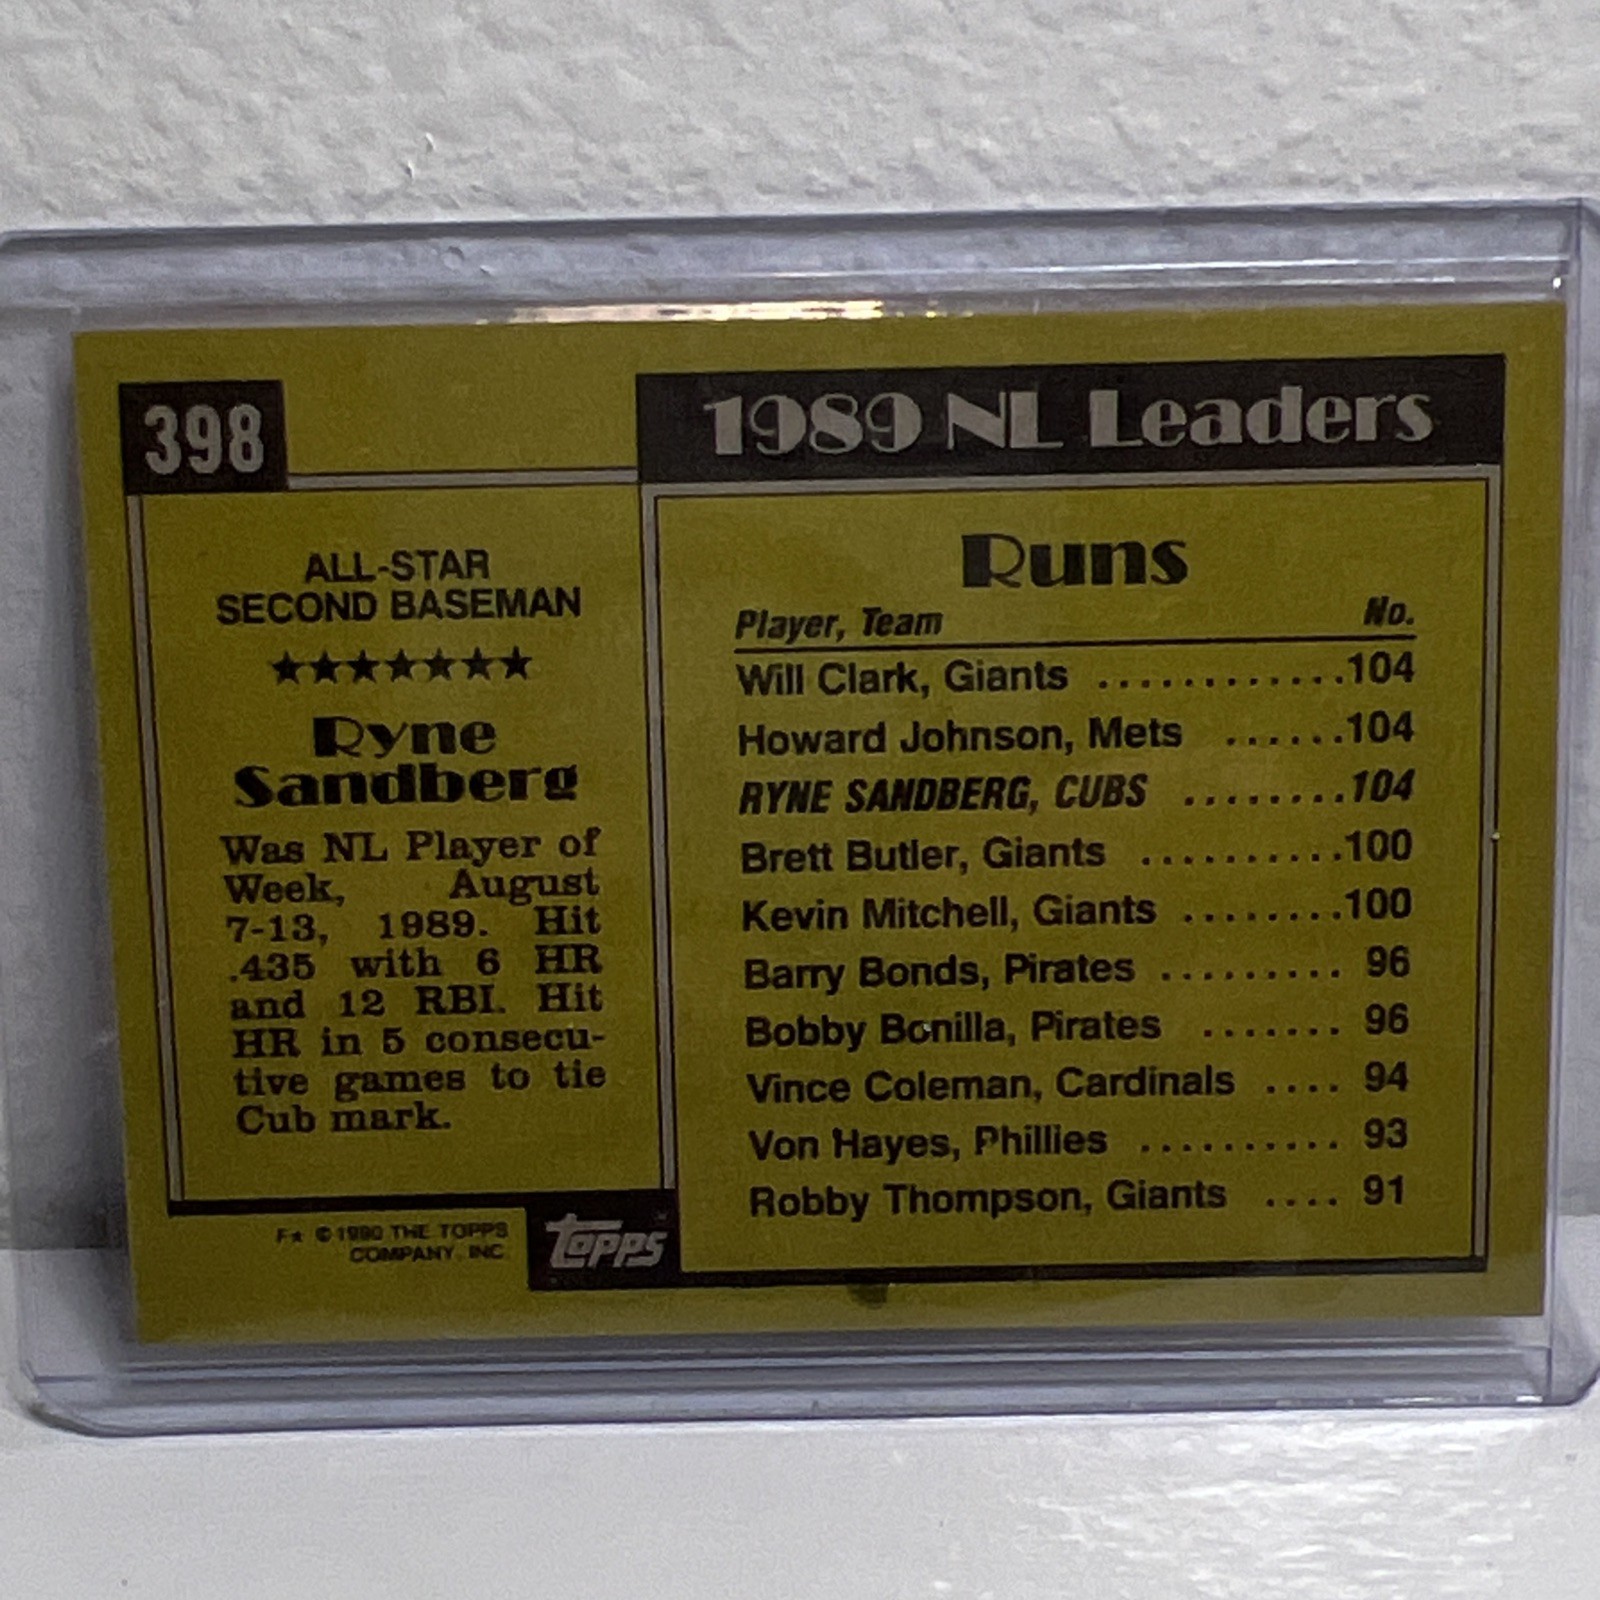 398
ALL-STAR
SECOND BASEMAN
★★★★★★★
Ryne
Sandberg
Was NL Player of
Week, August
7-13, 1989. Hit
.435 with 6 HR
and 12 RBI. Hit
HR in 5 consecu-
tive games to tie
Cub mark.
F★ ©1990 THE TOPPS
COMPANY, INC.
TOPPS
1989 NL Leaders
Runs
Player, Team No.
Will Clark, Giants ............104
Howard Johnson, Mets ......104
RYNE SANDBERG, CUBS ........104
Brett Butler, Giants ..........100
Kevin Mitchell, Giants ........100
Barry Bonds, Pirates ......... 96
Bobby Bonilla, Pirates ....... 96
Vince Coleman, Cardinals .... 94
Von Hayes, Phillies .......... 93
Robby Thompson, Giants .... 91